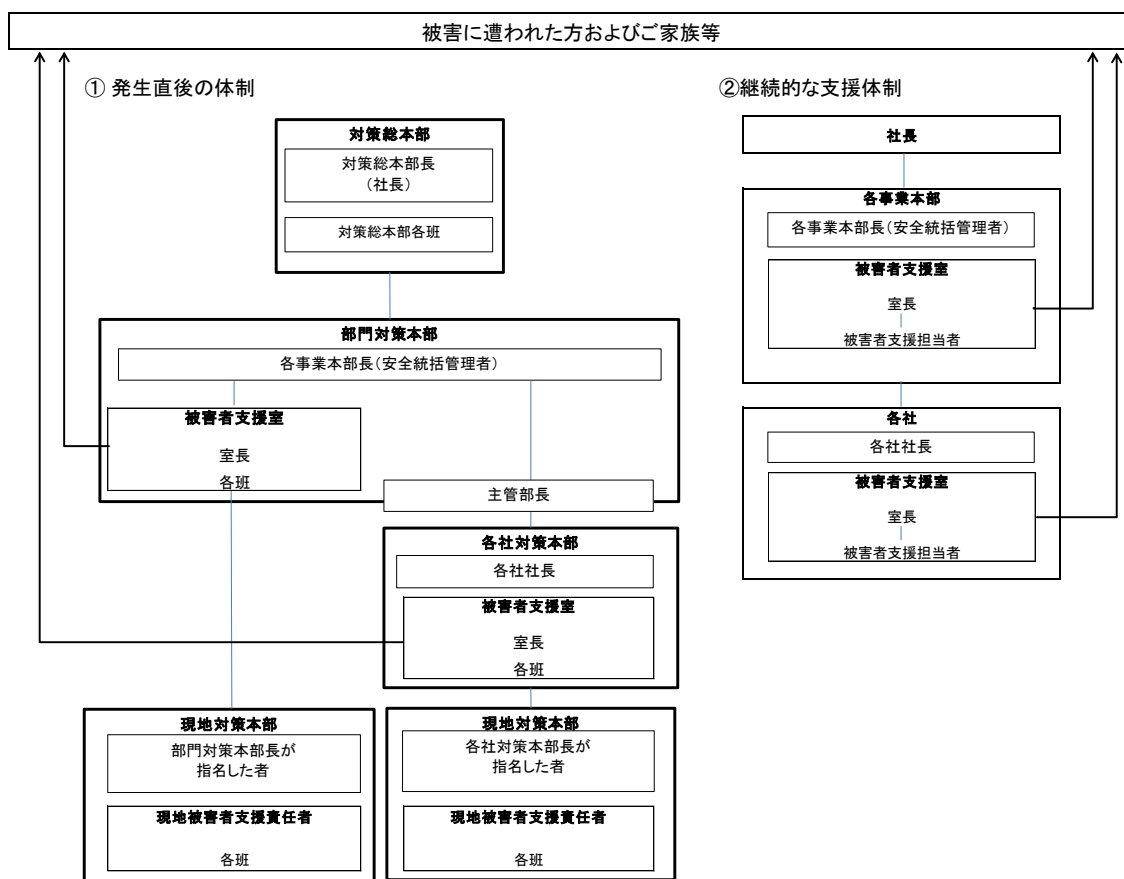 被害に遭われた方およびご家族等
① 発生直後の体制
対策総本部
対策総本部長
（社長）
対策総本部各班
部門対策本部
各事業本部長（安全統括管理者）
被害者支援室
室長
各班
主管部長
各社対策本部
各社社長
被害者支援室
室長
各班
現地対策本部
部門対策本部長が
指名した者
現地被害者支援責任者
各班
現地対策本部
各社対策本部長が
指名した者
現地被害者支援責任者
各班
②継続的な支援体制
社長
各事業本部
各事業本部長（安全統括管理者）
被害者支援室
室長
被害者支援担当者
各社
各社社長
被害者支援室
室長
被害者支援担当者